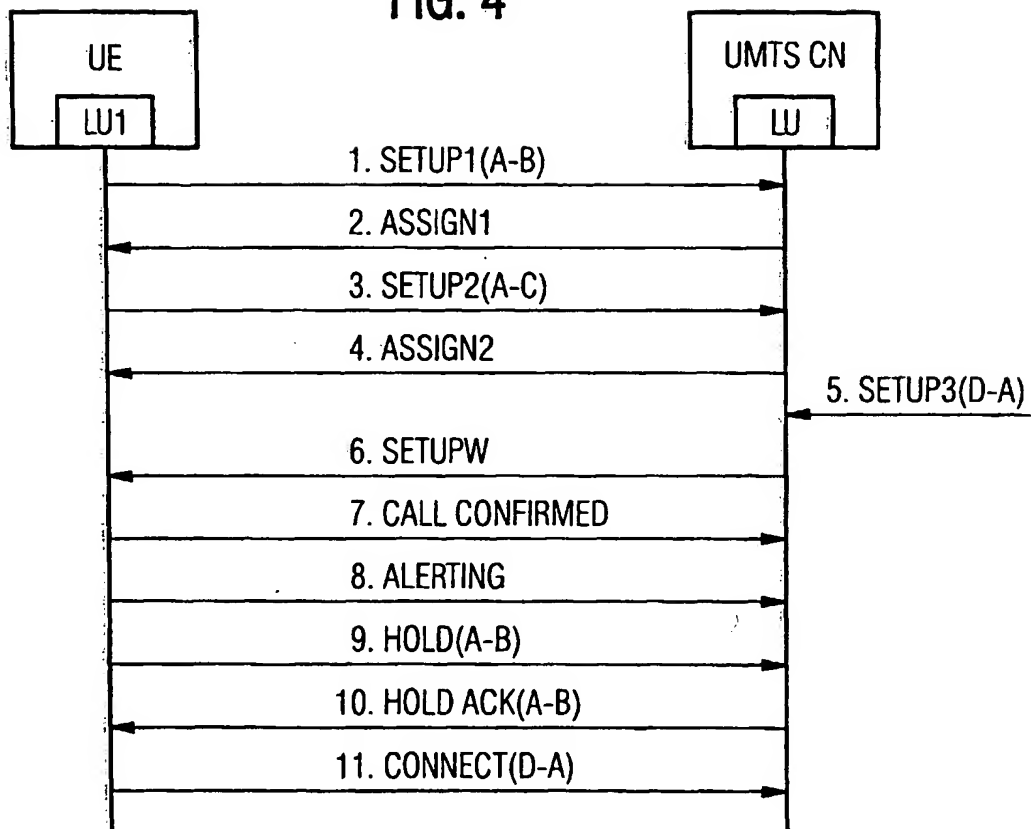 FIG. 4
UE
UMTS CN
LU1
LU
1. SETUP1(A-B)
2. ASSIGN1
3. SETUP2(A-C)
4. ASSIGN2
5. SETUP3(D-A)
6. SETUPW
7. CALL CONFIRMED
8. ALERTING
9. HOLD(A-B)
10. HOLD ACK(A-B)
11. CONNECT(D-A)